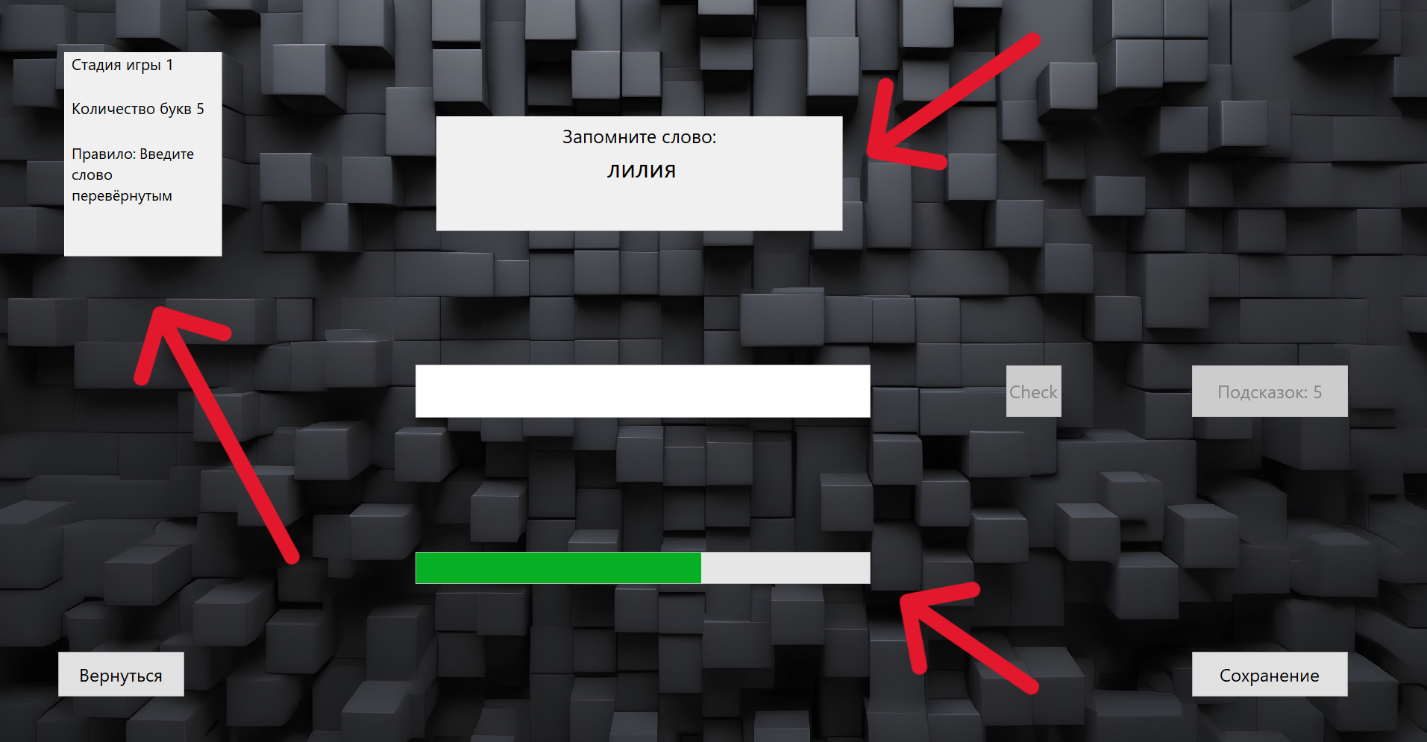 Стадия игры 1
Количество букв 5
Правило: Введите
слово
перевёрнутым
Запомните слово:
ЛИЛИЯ
Check
Подсказок: 5
Вернуться
Сохранение